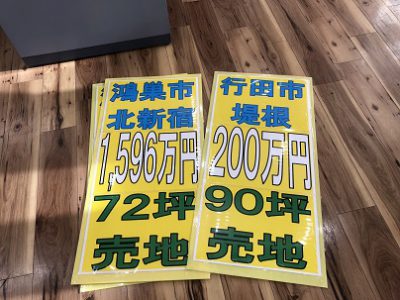 鴻巣市
北新宿
1,596万円
72坪
売地
行田市
堤根
200万円
90坪
売地